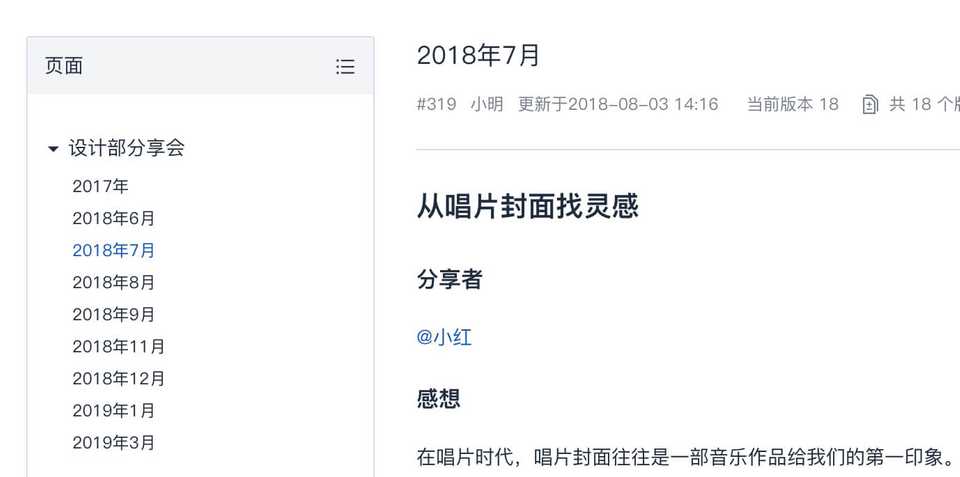 页面
设计部分享会
2017年
2018年6月
2018年7月
2018年8月
2018年9月
2018年11月
2018年12月
2019年1月
2019年3月
2018年7月
#319 小明 更新于2018-08-03 14:16 当前版本 18 共 18 个
从唱片封面找灵感
分享者
@小红
感想
在唱片时代，唱片封面往往是一部音乐作品给我们的第一印象。